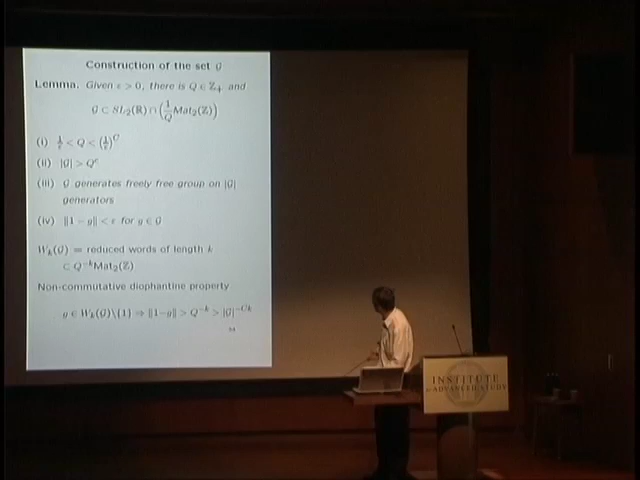 Construction of the set 𝒢
Lemma. Given ε > 0, there is Q ∈ ℤ₊ and
𝒢 ⊂ SL₂(ℝ) ∩ (1/Q Mat₂(ℤ))
(i) 1/ε < Q < (1/ε)^C
(ii) |𝒢| > Q^c
(iii) 𝒢 generates freely free group on |𝒢|
generators
(iv) ‖1 − g‖ < ε for g ∈ 𝒢
W_k(𝒢) = reduced words of length k
⊂ Q^{−k}Mat₂(ℤ)
Non-commutative diophantine property
g ∈ W_k(𝒢)\{1} ⇒ ‖1−g‖ > Q^{−k} > |𝒢|^{−Ck}
INSTITUTE
ADVANCED STUDY